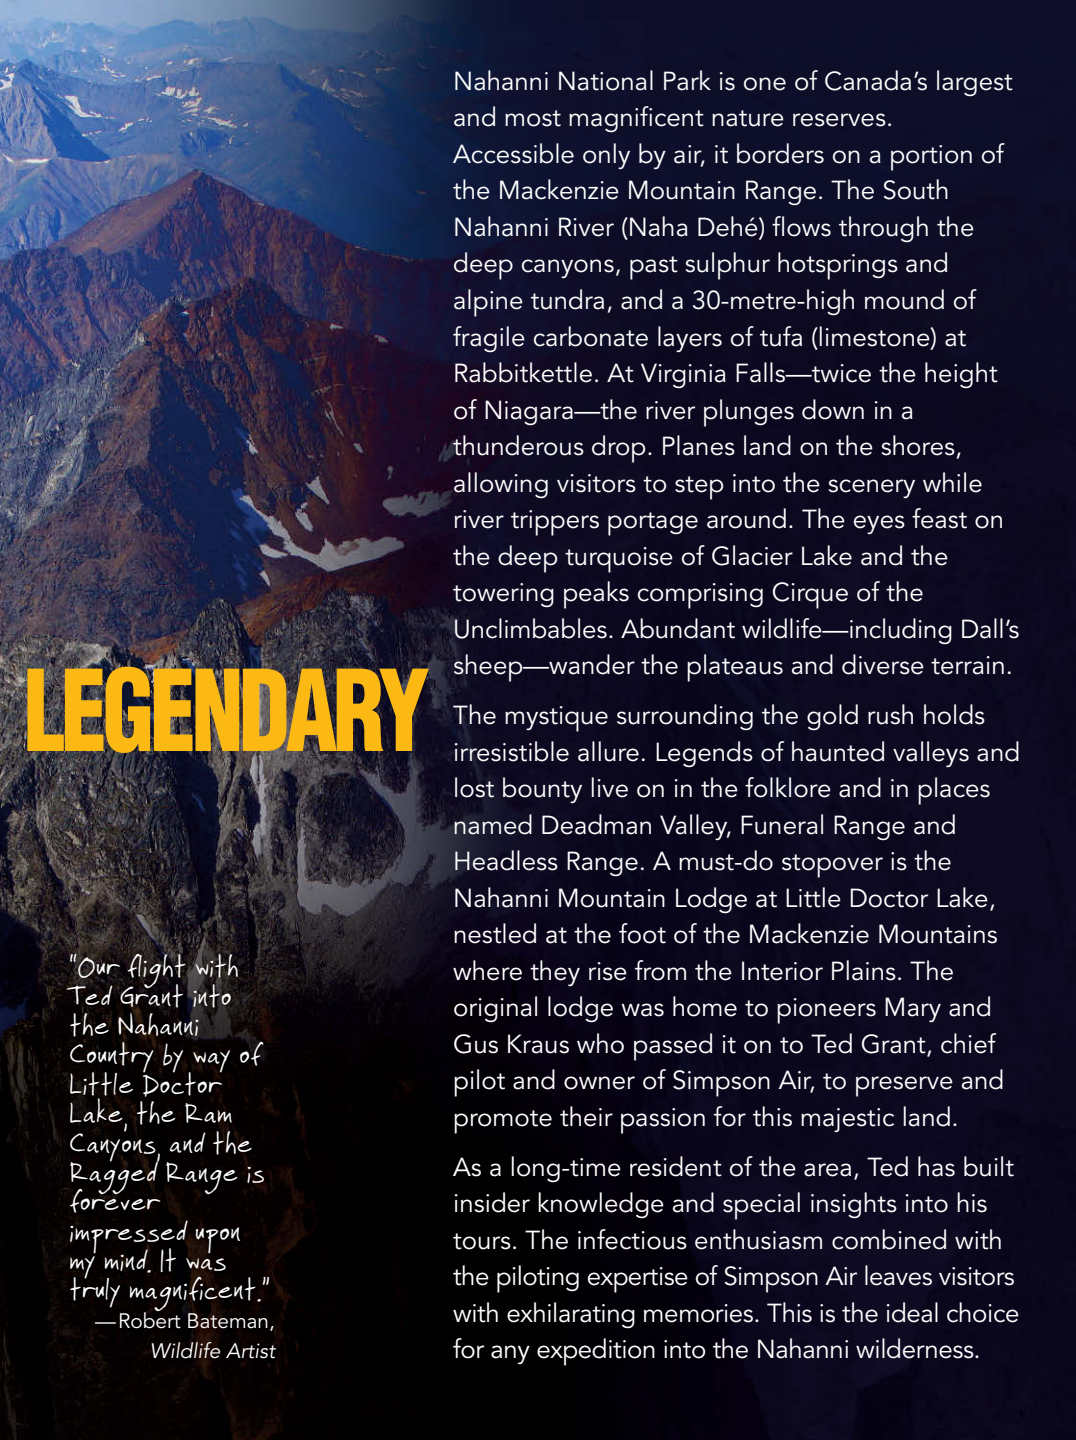 Nahanni National Park is one of Canada’s largest
and most magnificent nature reserves.
Accessible only by air, it borders on a portion of
the Mackenzie Mountain Range. The South
Nahanni River (Naha Dehé) flows through the
deep canyons, past sulphur hotsprings and
alpine tundra, and a 30-metre-high mound of
fragile carbonate layers of tufa (limestone) at
Rabbitkettle. At Virginia Falls—twice the height
of Niagara—the river plunges down in a
thunderous drop. Planes land on the shores,
allowing visitors to step into the scenery while
river trippers portage around. The eyes feast on
the deep turquoise of Glacier Lake and the
towering peaks comprising Cirque of the
Unclimbables. Abundant wildlife—including Dall’s
sheep—wander the plateaus and diverse terrain.
The mystique surrounding the gold rush holds
irresistible allure. Legends of haunted valleys and
lost bounty live on in the folklore and in places
named Deadman Valley, Funeral Range and
Headless Range. A must-do stopover is the
Nahanni Mountain Lodge at Little Doctor Lake,
nestled at the foot of the Mackenzie Mountains
where they rise from the Interior Plains. The
original lodge was home to pioneers Mary and
Gus Kraus who passed it on to Ted Grant, chief
pilot and owner of Simpson Air, to preserve and
promote their passion for this majestic land.
As a long-time resident of the area, Ted has built
insider knowledge and special insights into his
tours. The infectious enthusiasm combined with
the piloting expertise of Simpson Air leaves visitors
with exhilarating memories. This is the ideal choice
for any expedition into the Nahanni wilderness.
LEGENDARY
"Our flight with
Ted Grant into
the Nahanni
Country by way of
Little Doctor
Lake, the Ram
Canyons, and the
Ragged Range is
forever
impressed upon
my mind. It was
truly magnificent."
—Robert Bateman,
Wildlife Artist